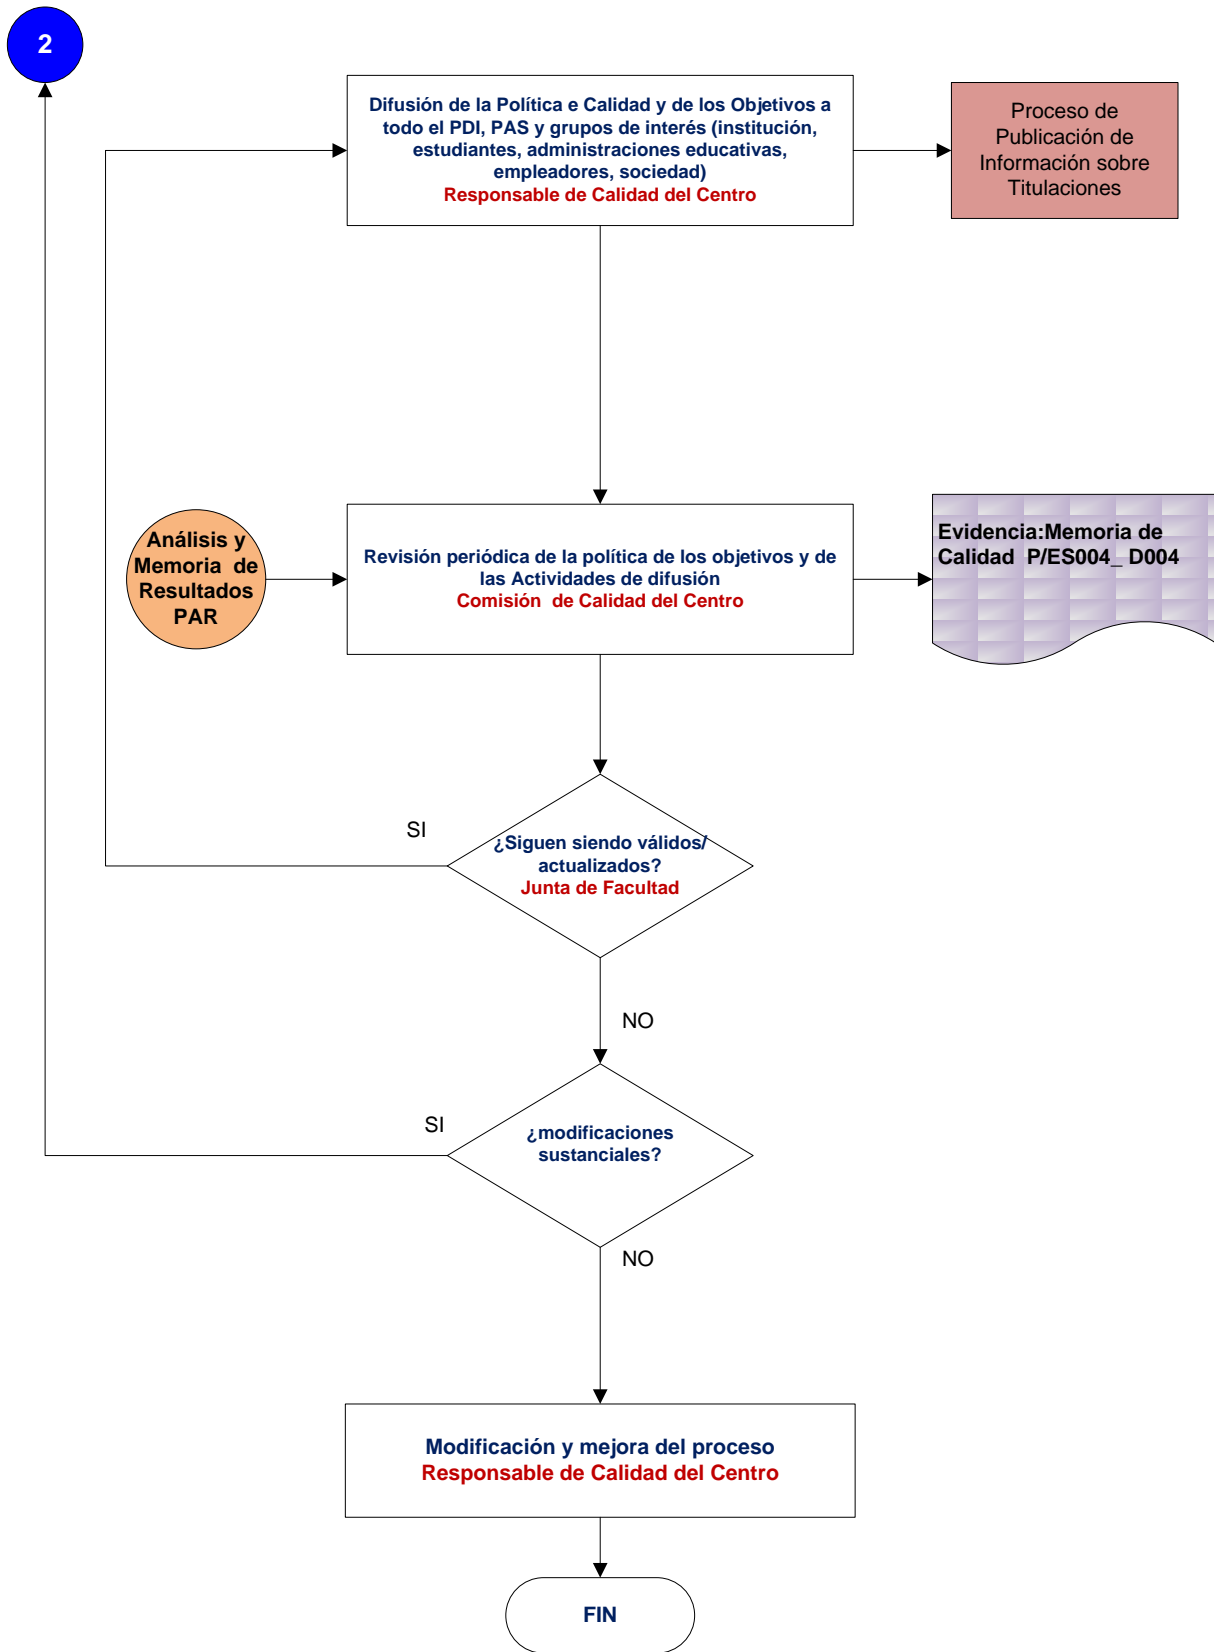 2
Difusión de la Política e Calidad y de los Objetivos a
todo el PDI, PAS y grupos de interés (institución,
estudiantes, administraciones educativas,
empleadores, sociedad)
Responsable de Calidad del Centro
Proceso de
Publicación de
Información sobre
Titulaciones
Análisis y
Memoria de
Resultados
PAR
Revisión periódica de la política de los objetivos y de
las Actividades de difusión
Comisión de Calidad del Centro
Evidencia:Memoria de
Calidad P/ES004_ D004
SI
¿Siguen siendo válidos/
actualizados?
Junta de Facultad
NO
SI
¿modificaciones
sustanciales?
NO
Modificación y mejora del proceso
Responsable de Calidad del Centro
FIN